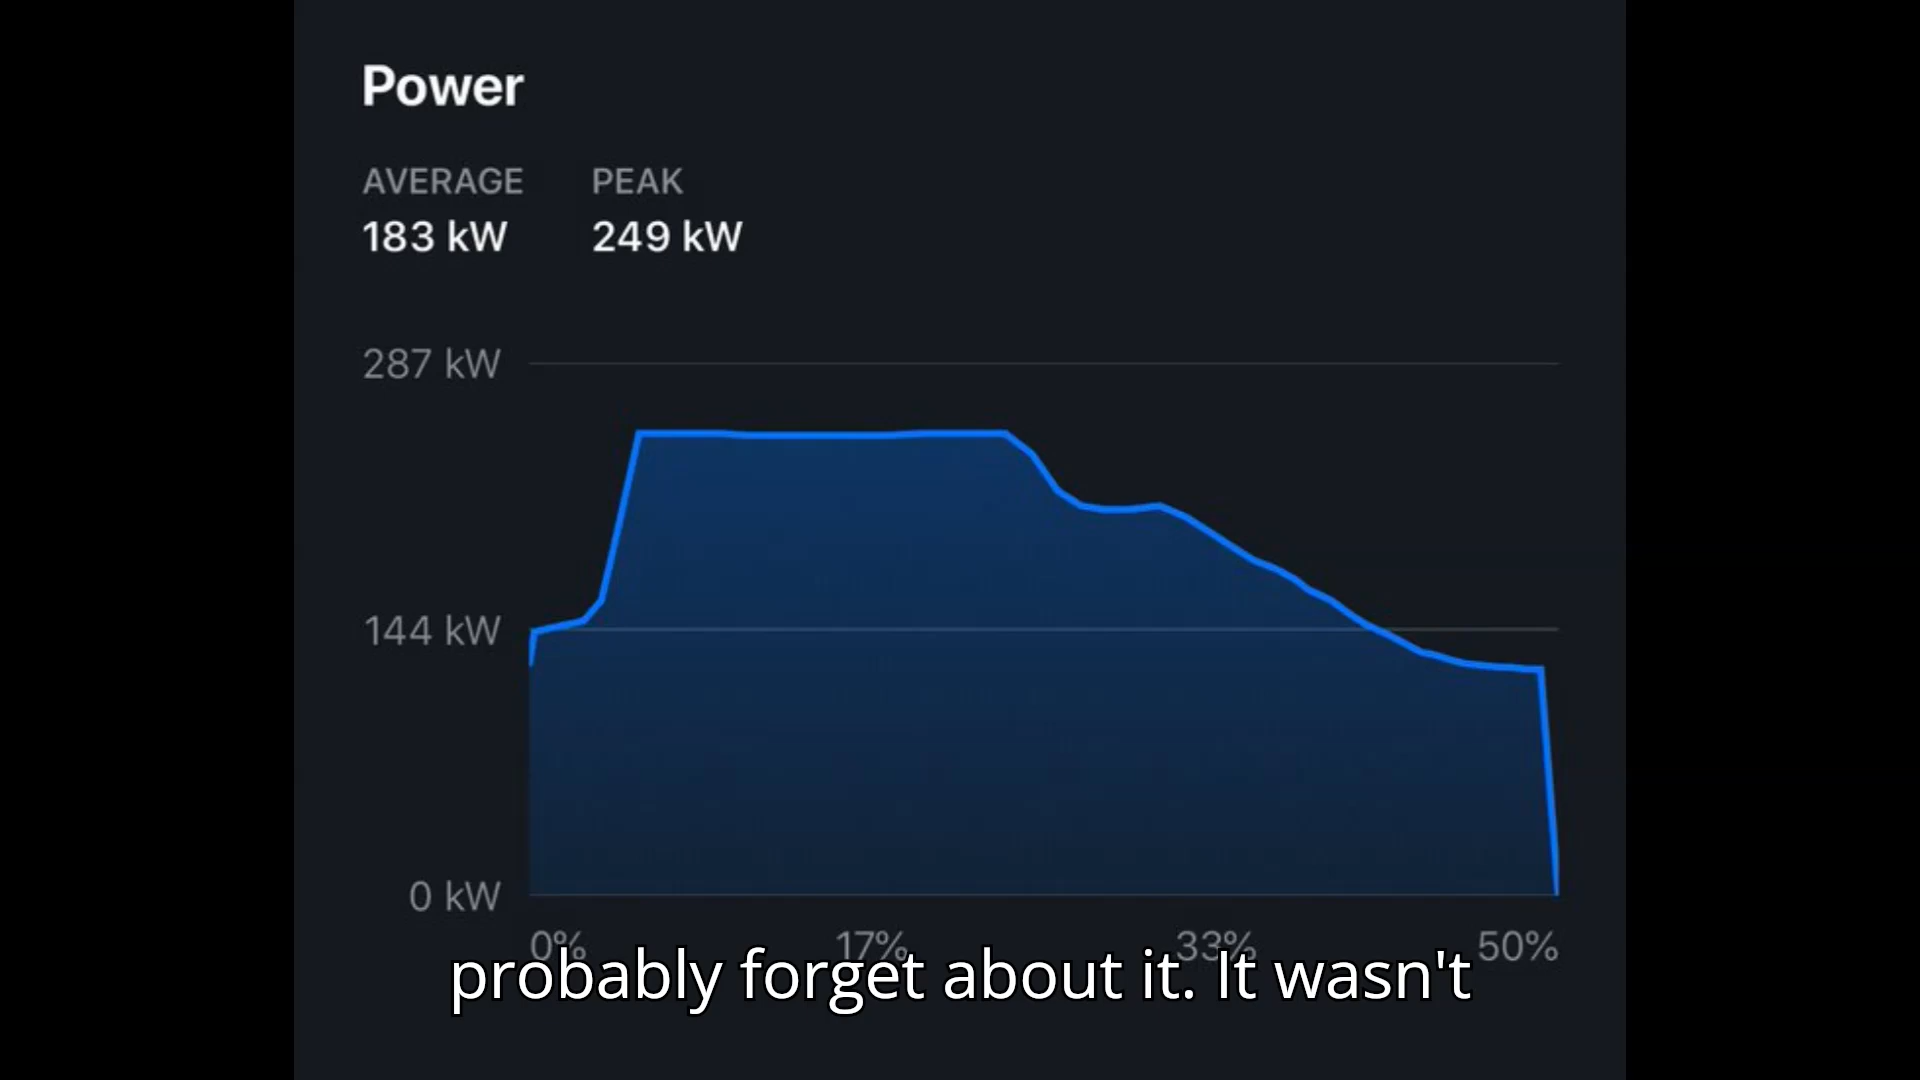 Power
AVERAGE PEAK
183 kW 249 kW
287 kW
144 kW
0 kW
0% 17% 33% 50%
probably forget about it. It wasn't